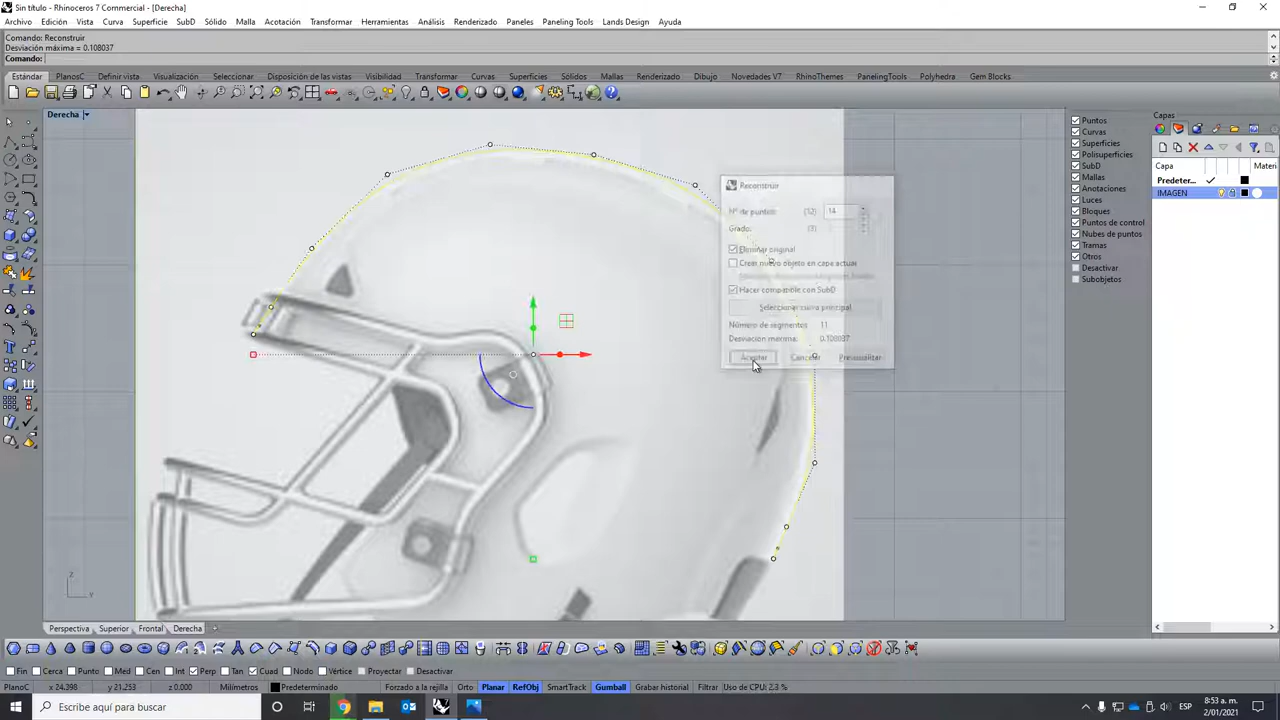 Sin título - Rhinoceros 7 Commercial - [Derecha]
Archivo Edición Vista Curva Superficie SubD Sólido Malla Acotación Transformar Herramientas Análisis Renderizado Paneles Paneling Tools Lands Design Ayuda
Comando: Reconstruir
Desviación máxima = 0.108037
Comando:
Estándar PlanosC Definir vista Visualización Seleccionar Disposición de las vistas Visibilidad Transformar Curvas Superficies Sólidos Mallas Renderizado Dibujo Novedades V7 RhinoThemes PanelingTools Polyhedra Gem Blocks
Derecha
Capas
Puntos
Curvas
Superficies
Polisuperficies
SubD
Mallas
Anotaciones
Luces
Bloques
Puntos de control
Nubes de puntos
Tramas
Otros
Desactivar
Subobjetos
Capa Materi
Predeter...
IMAGEN
Reconstruir
Nº de puntos: (12) 14
Grado: (3)
Eliminar original
Crear nuevo objeto en capa actual
Hacer compatible con SubD
Seleccionar curva principal
Número de segmentos 11
Desviación máxima: 0.108037
Aceptar Cancelar Previsualizar
z
y
Perspectiva Superior Frontal Derecha
Fin Cerca Punto Med Cen Int Perp Tan Cuad Nudo Vértice Proyectar Desactivar
PlanoC x 24.398 y 21.253 z 0.000 Milímetros Predeterminado Forzado a la rejilla Orto Planar RefObj SmartTrack Gumball Grabar historial Filtrar Uso de CPU: 2.3 %
Escribe aquí para buscar
ESP
8:53 a. m.
2/01/2021